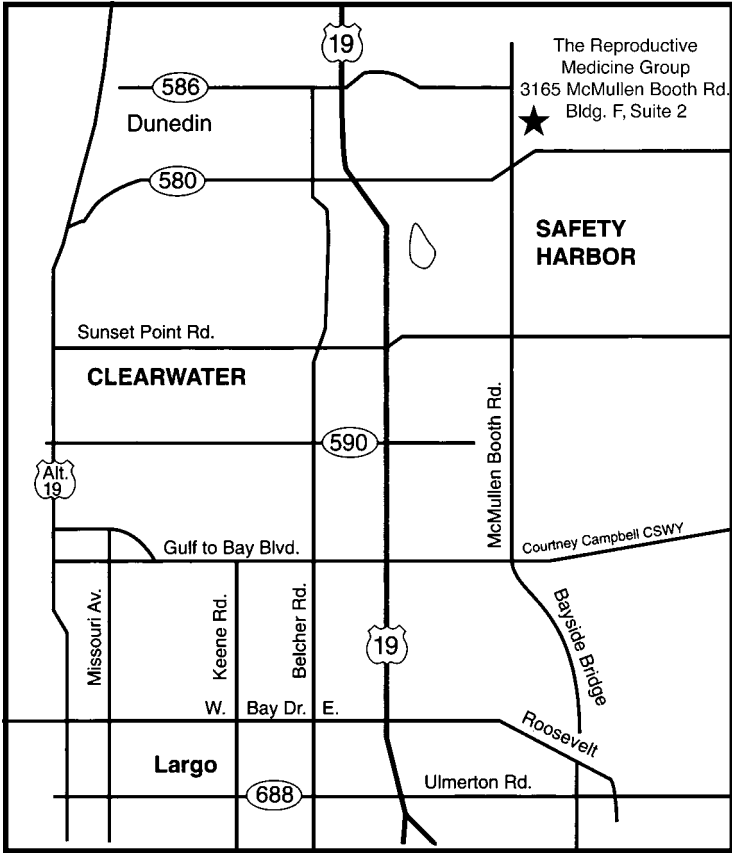 19
The Reproductive
Medicine Group
3165 McMullen Booth Rd.
Bldg. F, Suite 2
586
Dunedin
580
SAFETY
HARBOR
Sunset Point Rd.
CLEARWATER
McMullen Booth Rd.
590
Alt.
19
Gulf to Bay Blvd.
Courtney Campbell CSWY
Missouri Av.
Keene Rd.
Belcher Rd.
19
Bayside Bridge
W. Bay Dr. E.
Roosevelt
Largo
688
Ulmerton Rd.